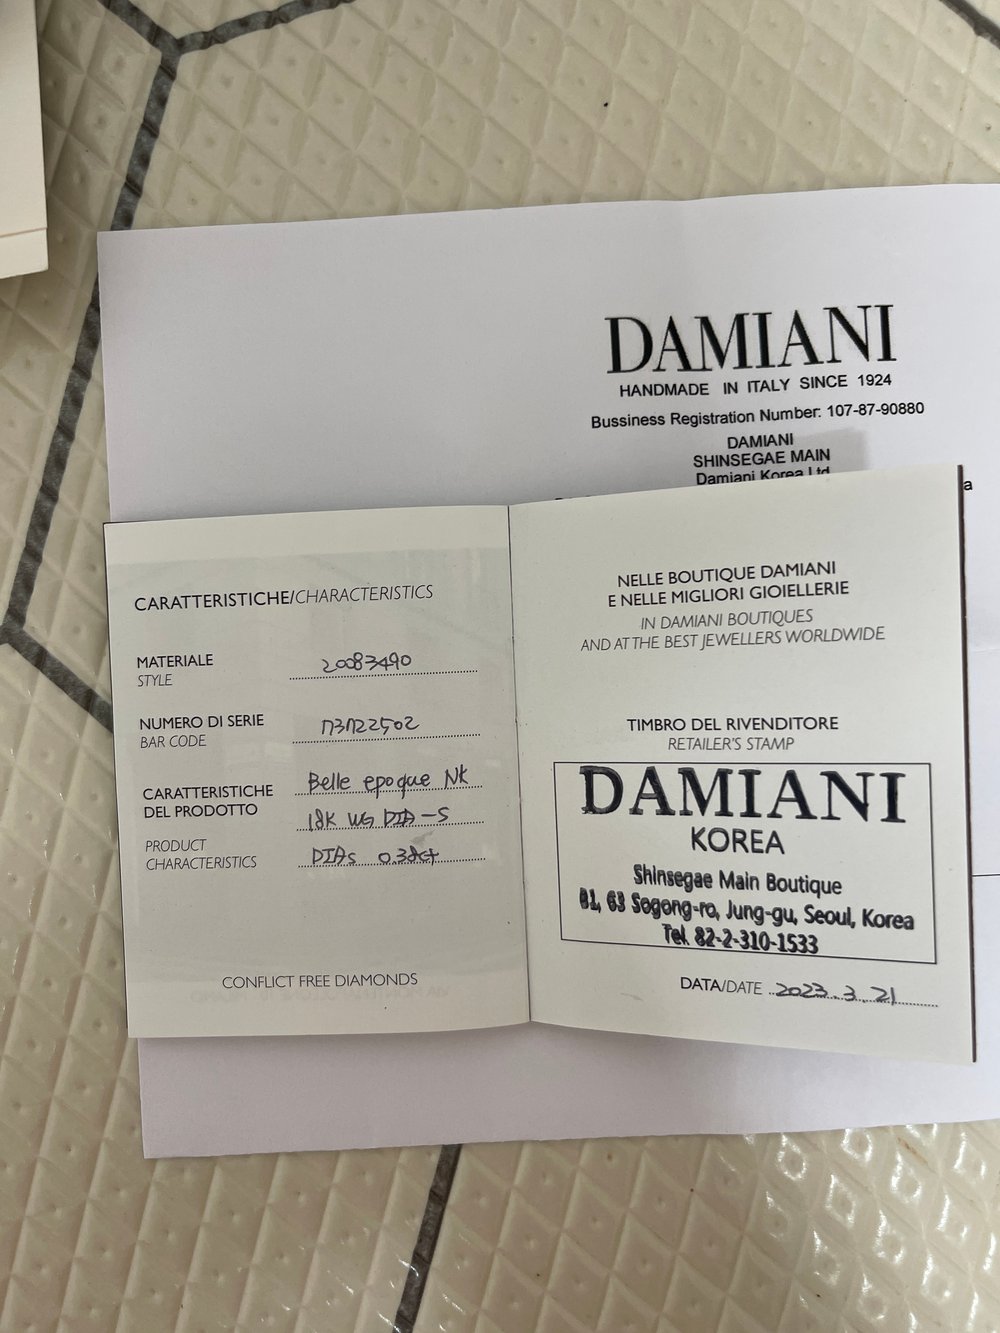 DAMIANI
HANDMADE IN ITALY SINCE 1924
Bussiness Registration Number: 107-87-90880
DAMIANI
SHINSEGAE MAIN
Damiani Korea Ltd
a
CARATTERISTICHE/CHARACTERISTICS
MATERIALE
STYLE
20083490
NUMERO DI SERIE
BAR CODE
CARATTERISTICHE
DEL PRODOTTO
PRODUCT
CHARACTERISTICS
Belle epoque NK
18K WG DIA-S
DIAs
CONFLICT FREE DIAMONDS
NELLE BOUTIQUE DAMIANI
E NELLE MIGLIORI GIOIELLERIE
IN DAMIANI BOUTIQUES
AND AT THE BEST JEWELLERS WORLDWIDE
TIMBRO DEL RIVENDITORE
RETAILER'S STAMP
DAMIANI
KOREA
Shinsegae Main Boutique
B1, 63 Sogong-ro, Jung-gu, Seoul, Korea
Tel. 82-2-310-1533
DATA/DATE 2023. 3. 21